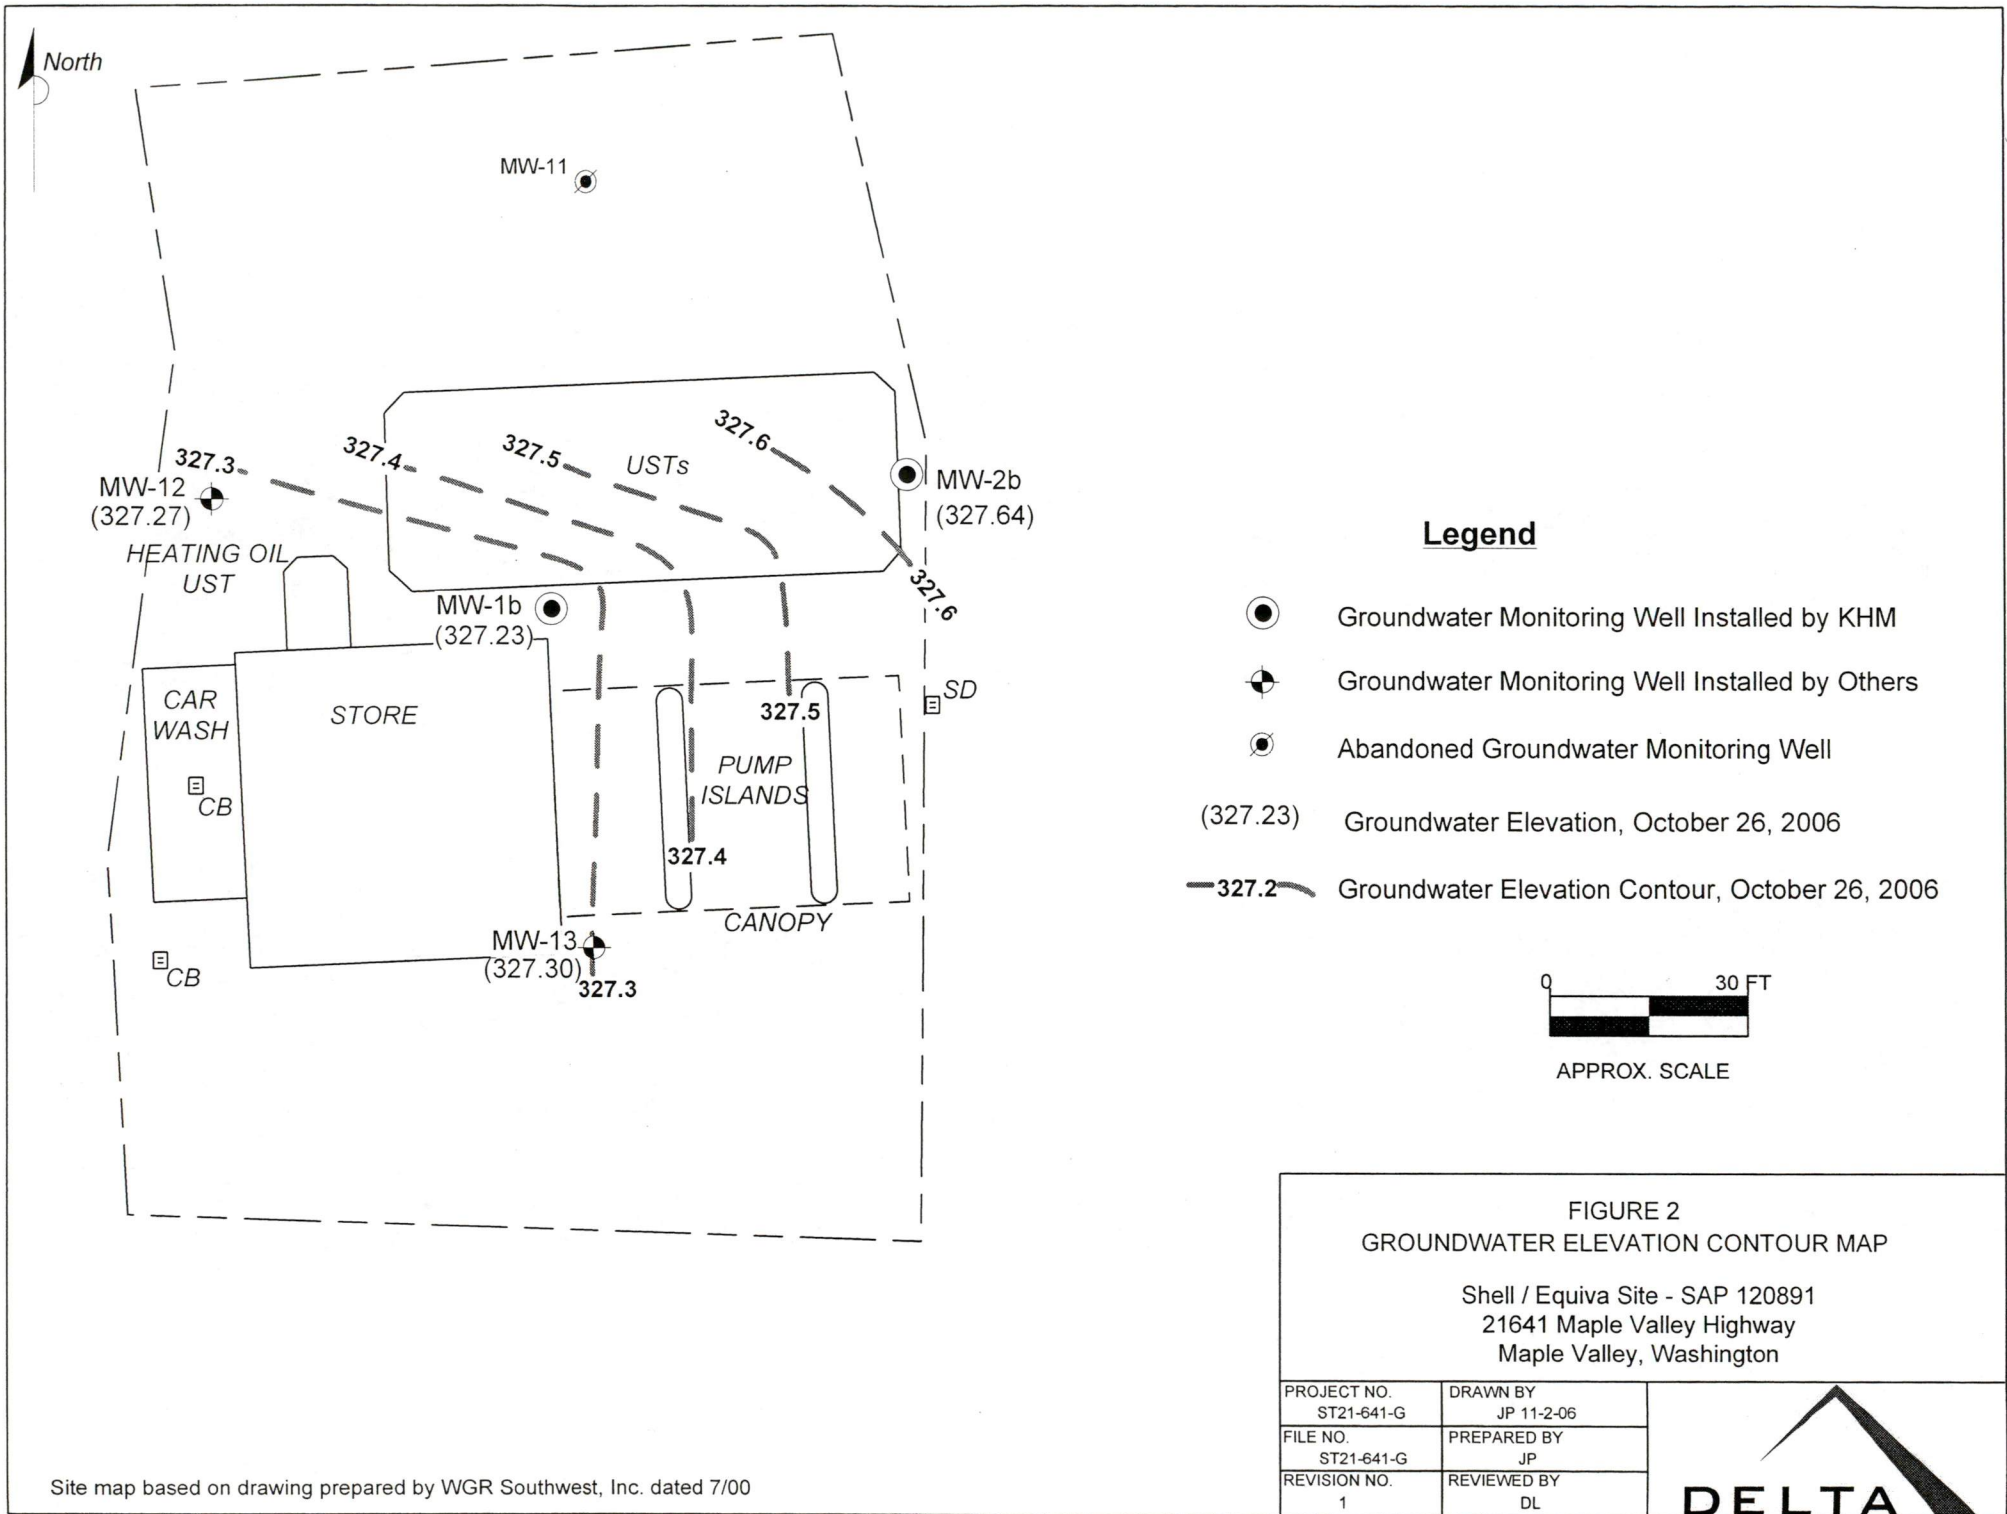 North
MW-11
327.3
327.4
327.5
327.6
USTs
MW-12
(327.27)
MW-2b
(327.64)
HEATING OIL
UST
327.6
MW-1b
(327.23)
CAR
WASH
STORE
327.5
SD
PUMP
ISLANDS
CB
327.4
CANOPY
MW-13
(327.30)
CB
327.3
Legend
Groundwater Monitoring Well Installed by KHM
Groundwater Monitoring Well Installed by Others
Abandoned Groundwater Monitoring Well
(327.23) Groundwater Elevation, October 26, 2006
327.2 Groundwater Elevation Contour, October 26, 2006
0 30 FT
APPROX. SCALE
FIGURE 2
GROUNDWATER ELEVATION CONTOUR MAP
Shell / Equiva Site - SAP 120891
21641 Maple Valley Highway
Maple Valley, Washington
PROJECT NO.
ST21-641-G
DRAWN BY
JP 11-2-06
FILE NO.
ST21-641-G
PREPARED BY
JP
REVISION NO.
1
REVIEWED BY
DL
DELTA
Site map based on drawing prepared by WGR Southwest, Inc. dated 7/00